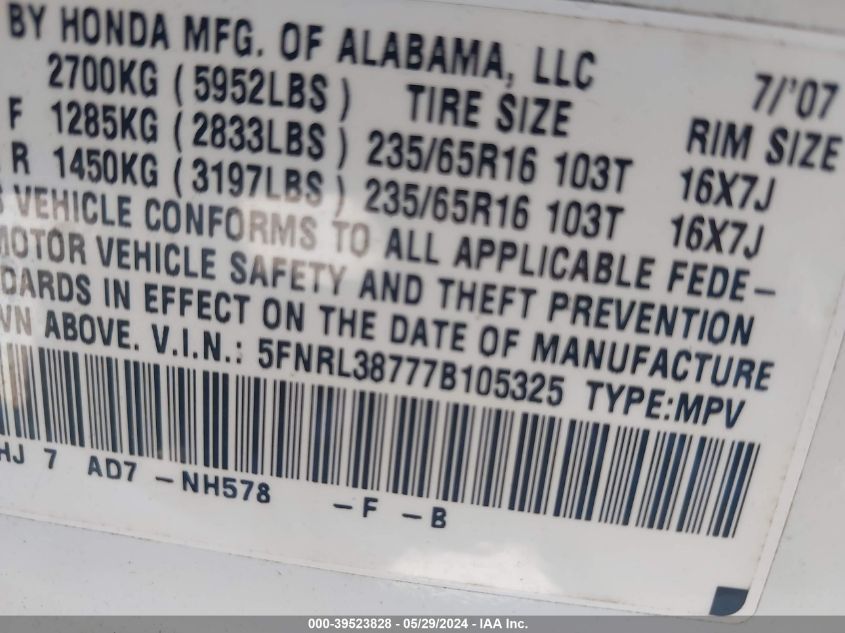 BY HONDA MFG. OF ALABAMA, LLC 7/'07
2700KG (5952LBS) TIRE SIZE RIM SIZE
F 1285KG (2833LBS) 235/65R16 103T 16X7J
R 1450KG (3197LBS) 235/65R16 103T 16X7J
VEHICLE CONFORMS TO ALL APPLICABLE FEDE-
MOTOR VEHICLE SAFETY AND THEFT PREVENTION
DARDS IN EFFECT ON THE DATE OF MANUFACTURE
WN ABOVE. V.I.N.: 5FNRL38777B105325 TYPE:MPV
HJ 7 AD7 -NH578 -F -B
000-39523828 - 05/29/2024 - IAA Inc.